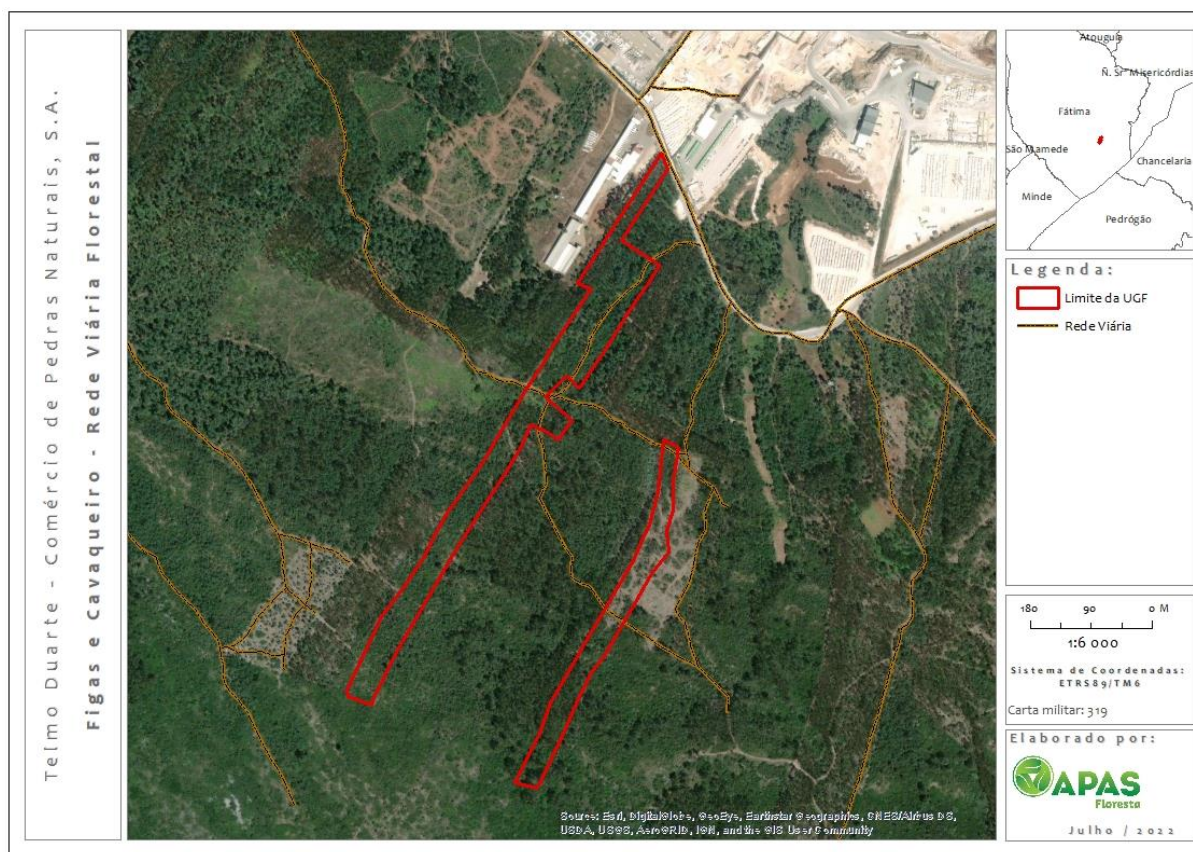 Telmo Duarte - Comércio de Pedras Naturais, S.A.
Figas e Cavaqueiro - Rede Viária Florestal
Atouguia
Ñ. Srª Misericórdias
Fátima
São Mamede
Chancelaria
Minde
Pedrógão
Legenda:
Limite da UGF
Rede Viária
180 90 0 M
1:6 000
Sistema de Coordenadas:
ETRS89/TM6
Carta militar: 319
Elaborado por:
APAS
Floresta
Julho / 2022
Source: Esri, DigitalGlobe, GeoEye, Earthstar Geographics, CNES/Airbus DS,
USDA, USGS, AeroGRID, IGN, and the GIS User Community